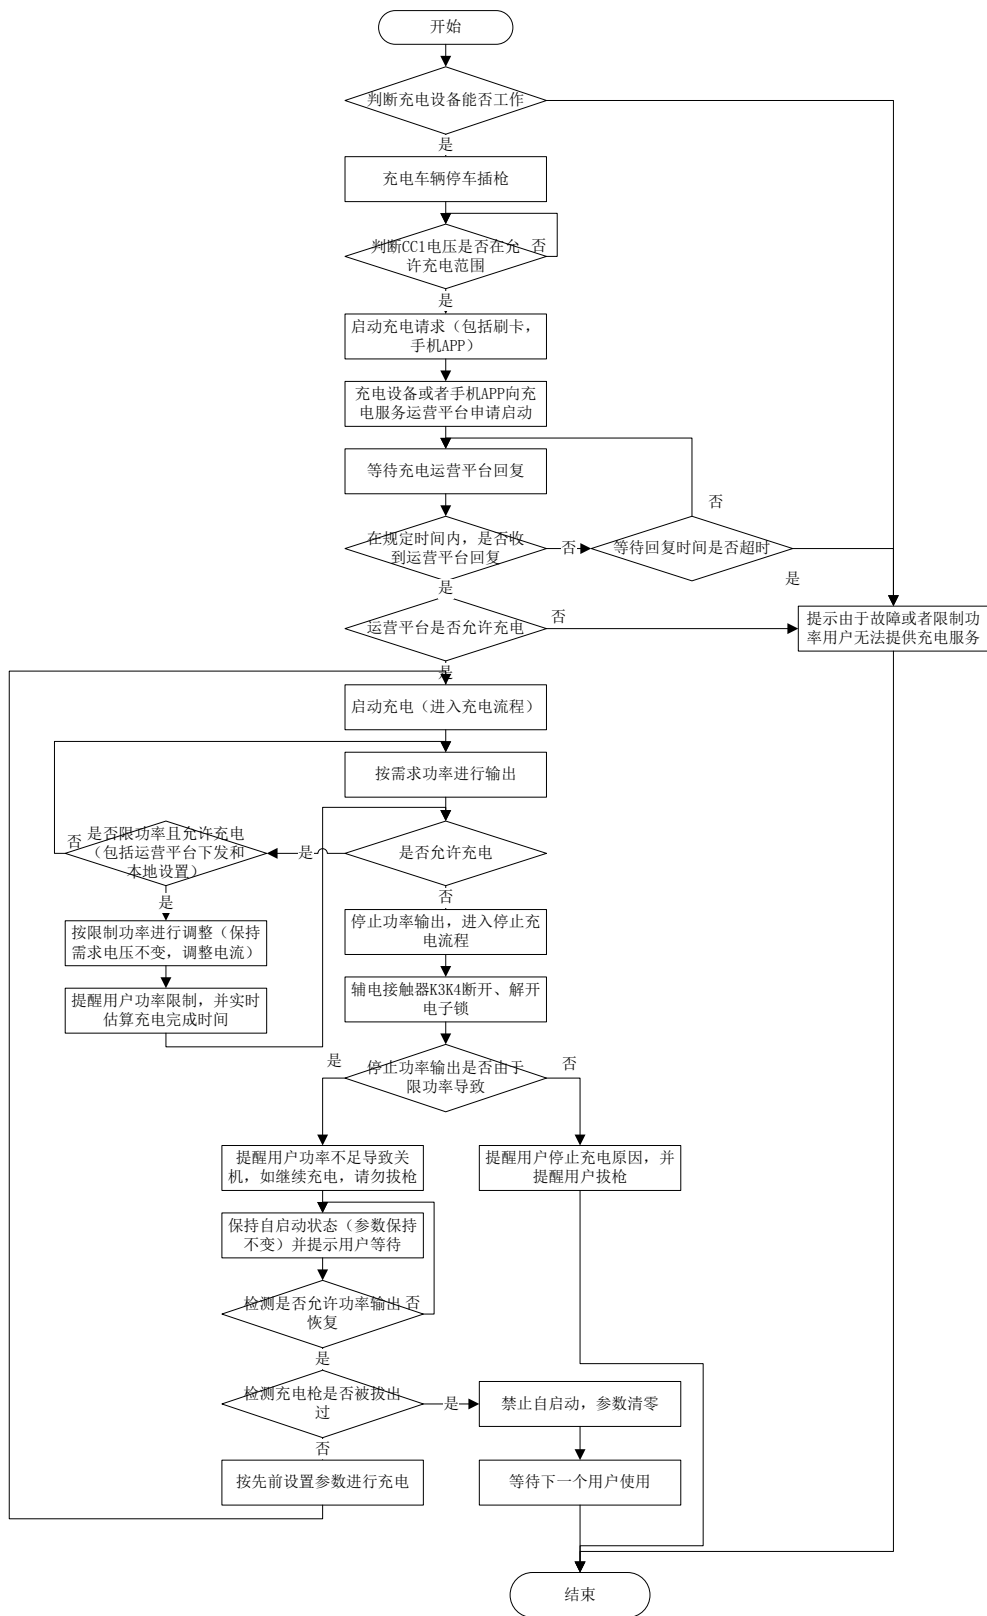 开始
判断充电设备能否工作
是
充电车辆停车插枪
判断CC1电压是否在允
许充电范围
否
是
启动充电请求（包括刷卡，
手机APP）
充电设备或者手机APP向充
电服务运营平台申请启动
等待充电运营平台回复
否
在规定时间内，是否收
到运营平台回复
否
等待回复时间是否超时
是
是
运营平台是否允许充电
否
提示由于故障或者限制功
率用户无法提供充电服务
是
启动充电（进入充电流程）
按需求功率进行输出
否
是否限功率且允许充电
（包括运营平台下发和
本地设置）
是
是否允许充电
是
否
按限制功率进行调整（保持
需求电压不变，调整电流）
停止功率输出，进入停止充
电流程
提醒用户功率限制，并实时
估算充电完成时间
辅电接触器K3K4断开、解开
电子锁
是
停止功率输出是否由于
限功率导致
否
提醒用户功率不足导致关
机，如继续充电，请勿拔枪
提醒用户停止充电原因，并
提醒用户拔枪
保持自启动状态（参数保持
不变）并提示用户等待
检测是否允许功率输出
恢复
否
是
检测充电枪是否被拔出
过
是
禁止自启动，参数清零
否
按先前设置参数进行充电
等待下一个用户使用
结束